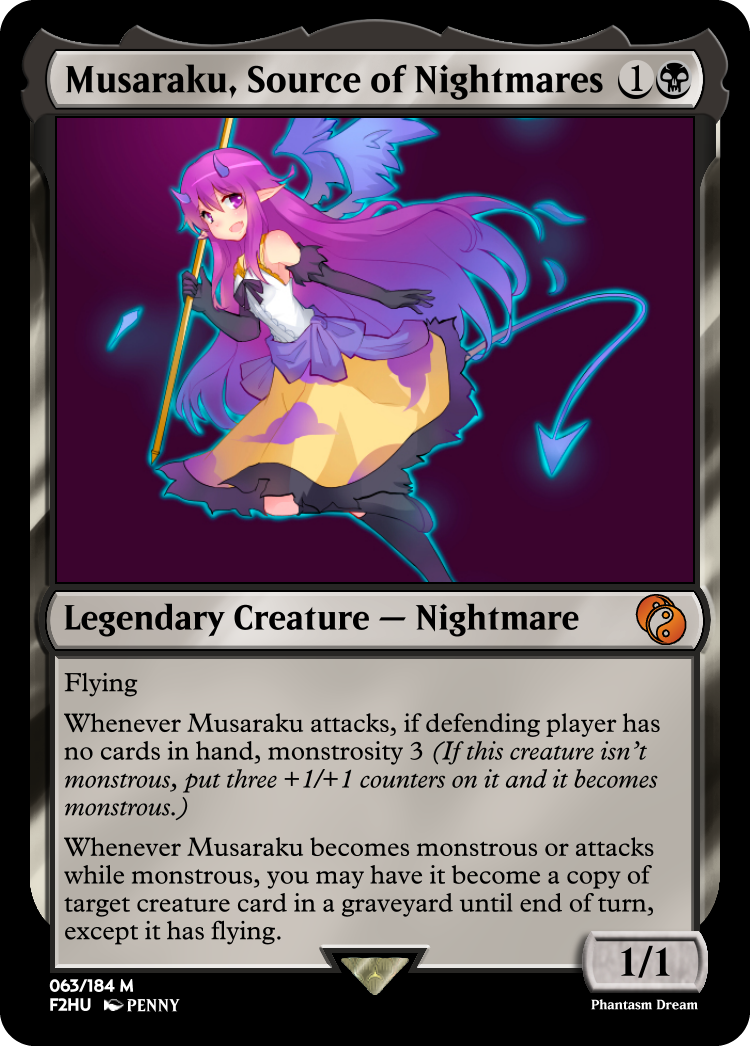 Musaraku, Source of Nightmares 1
Legendary Creature — Nightmare
Flying
Whenever Musaraku attacks, if defending player has
no cards in hand, monstrosity 3 (If this creature isn't
monstrous, put three +1/+1 counters on it and it becomes
monstrous.)
Whenever Musaraku becomes monstrous or attacks
while monstrous, you may have it become a copy of
target creature card in a graveyard until end of turn,
except it has flying.
1/1
063/184 M
F2HU PENNY
Phantasm Dream